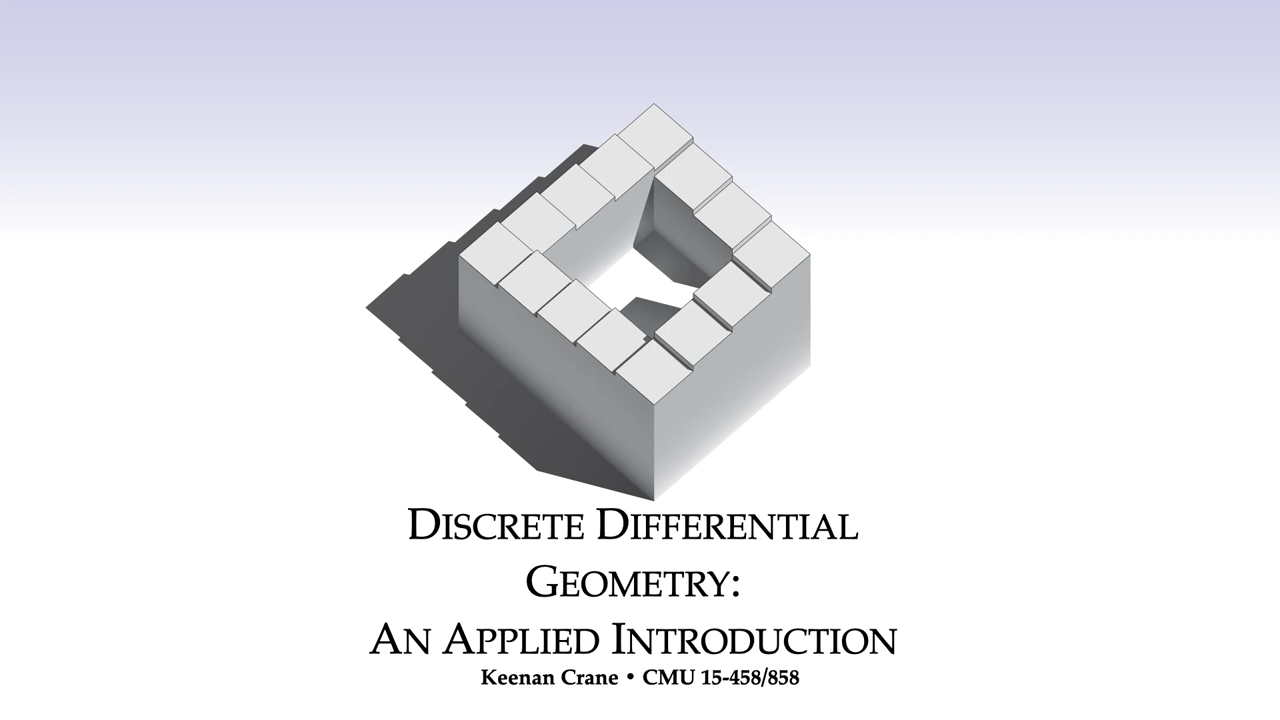 DISCRETE DIFFERENTIAL
GEOMETRY:
AN APPLIED INTRODUCTION
Keenan Crane • CMU 15-458/858